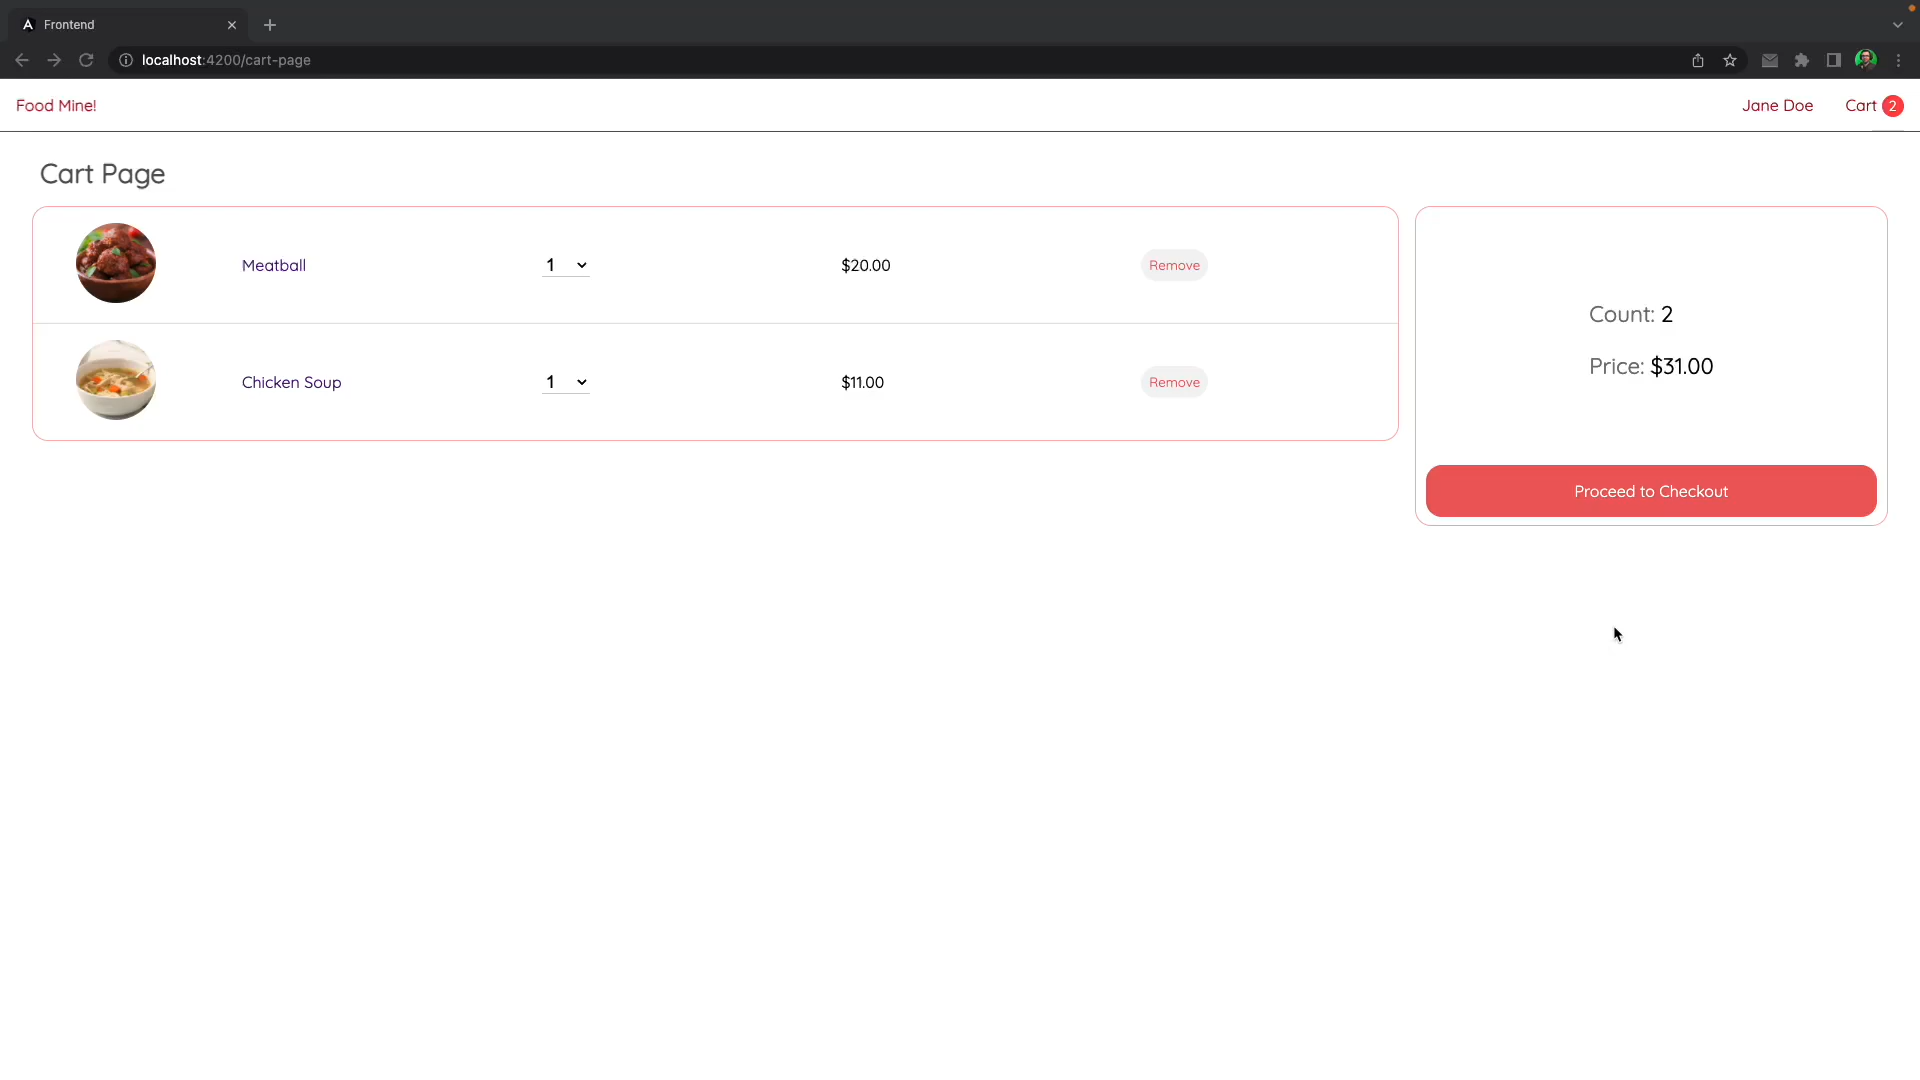 Frontend
localhost:4200/cart-page
Food Mine!
Jane Doe
Cart 2
Cart Page
Meatball
1
$20.00
Remove
Chicken Soup
1
$11.00
Remove
Count: 2
Price: $31.00
Proceed to Checkout